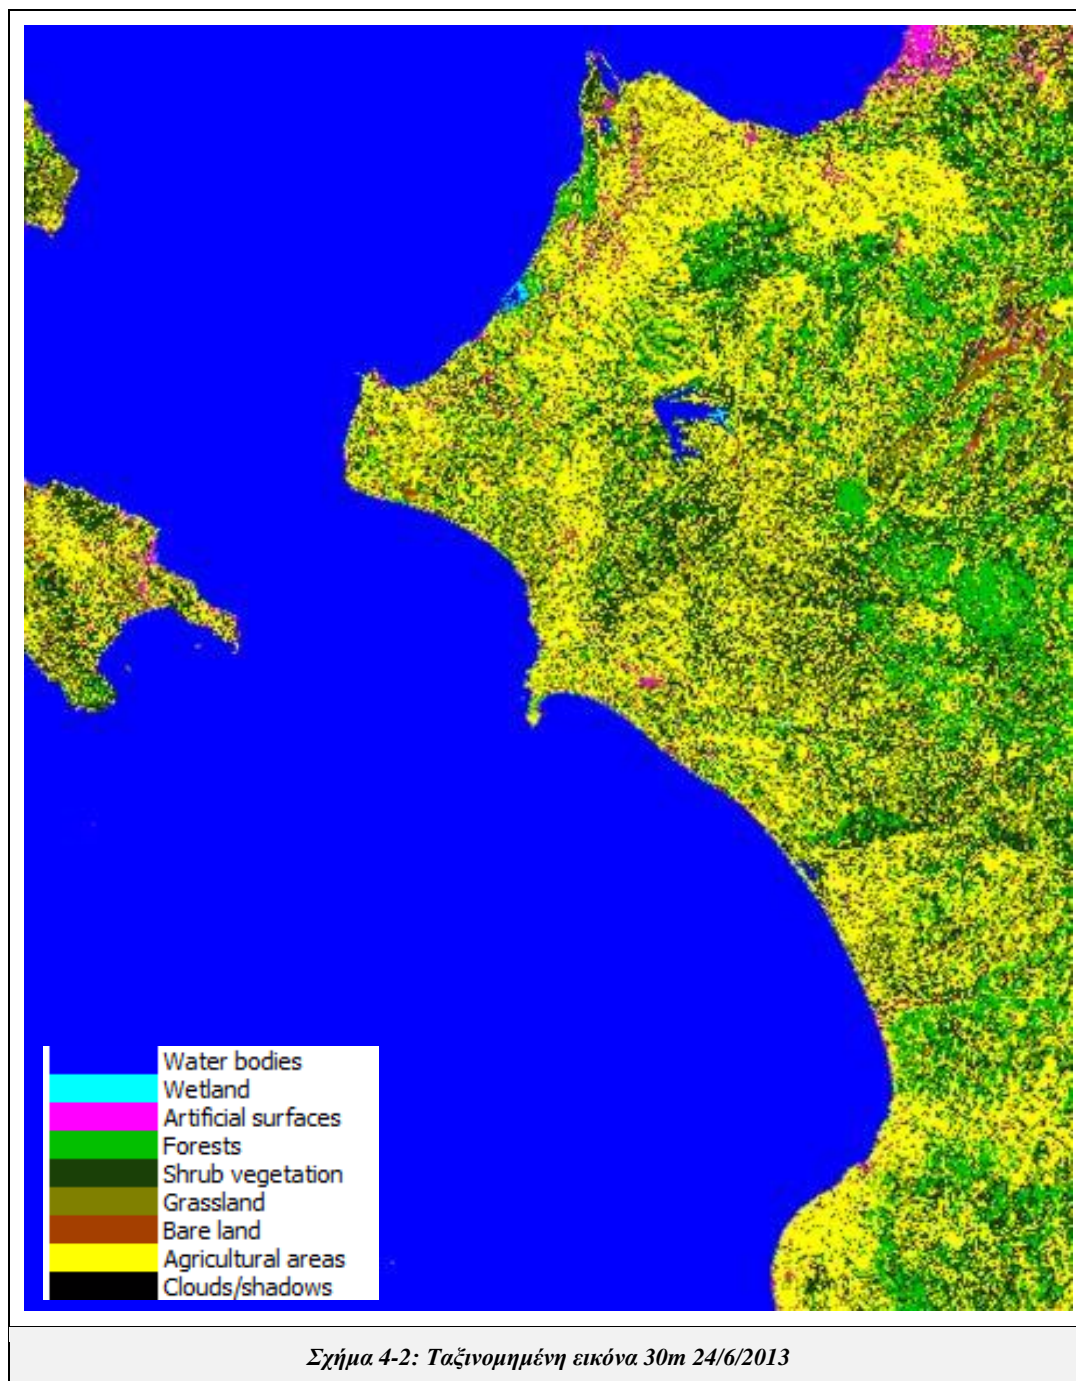 Water bodies
Wetland
Artificial surfaces
Forests
Shrub vegetation
Grassland
Bare land
Agricultural areas
Clouds/shadows
Σχήμα 4-2: Ταξινομημένη εικόνα 30m 24/6/2013